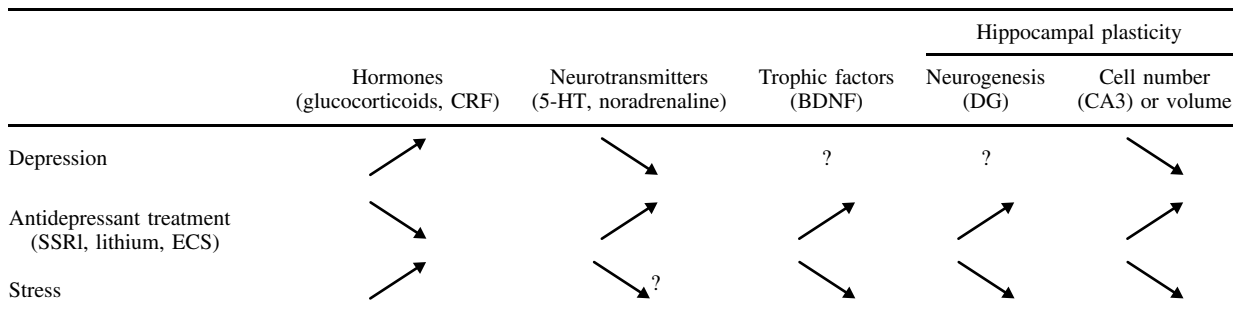 Hippocampal plasticity
Hormones Neurotransmitters Trophic factors Neurogenesis Cell number
(glucocorticoids, CRF) (5-HT, noradrenaline) (BDNF) (DG) (CA3) or volume
Depression ? ?
Antidepressant treatment
(SSRl, lithium, ECS)
Stress ?